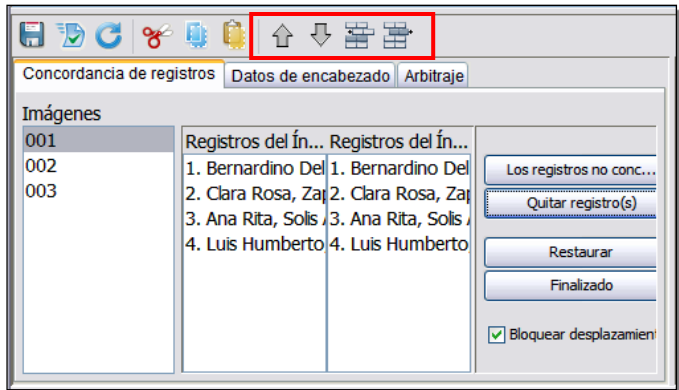 Concordancia de registros Datos de encabezado Arbitraje
Imágenes
001
002
003
Registros del Ín... Registros del Ín...
1. Bernardino Del 1. Bernardino Del
2. Clara Rosa, Zap 2. Clara Rosa, Zap
3. Ana Rita, Solis 3. Ana Rita, Solis
4. Luis Humberto, 4. Luis Humberto,
Los registros no conc...
Quitar registro(s)
Restaurar
Finalizado
Bloquear desplazamien